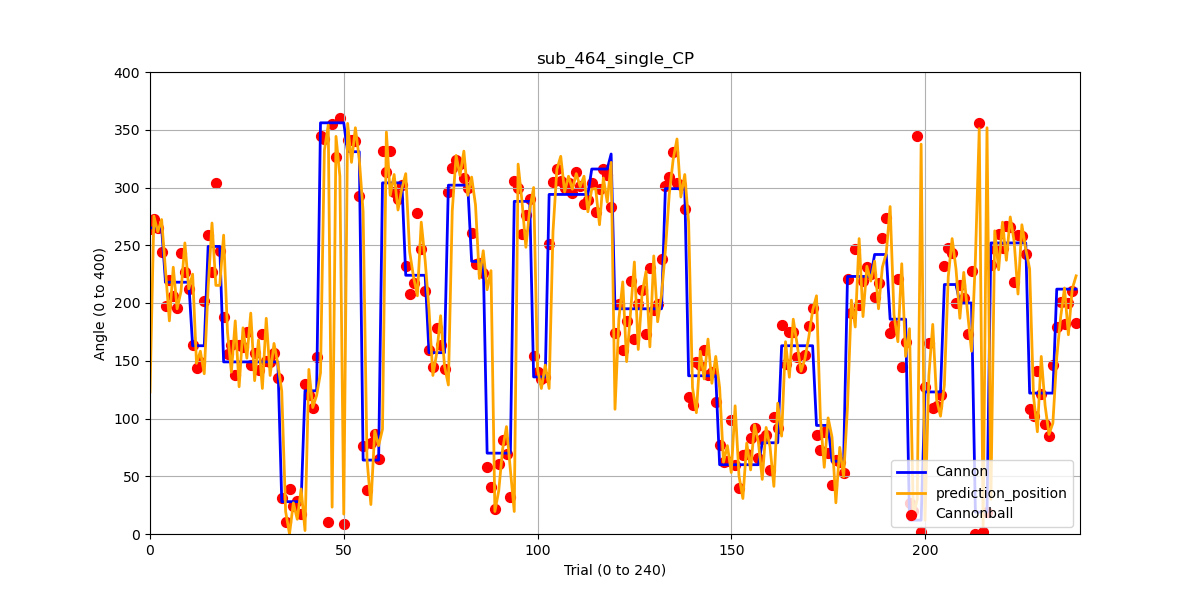 sub_464_single_CP
400
350
300
250
200
150
100
50
0
Angle (0 to 400)
0
50
100
150
200
Trial (0 to 240)
Cannon
prediction_position
Cannonball